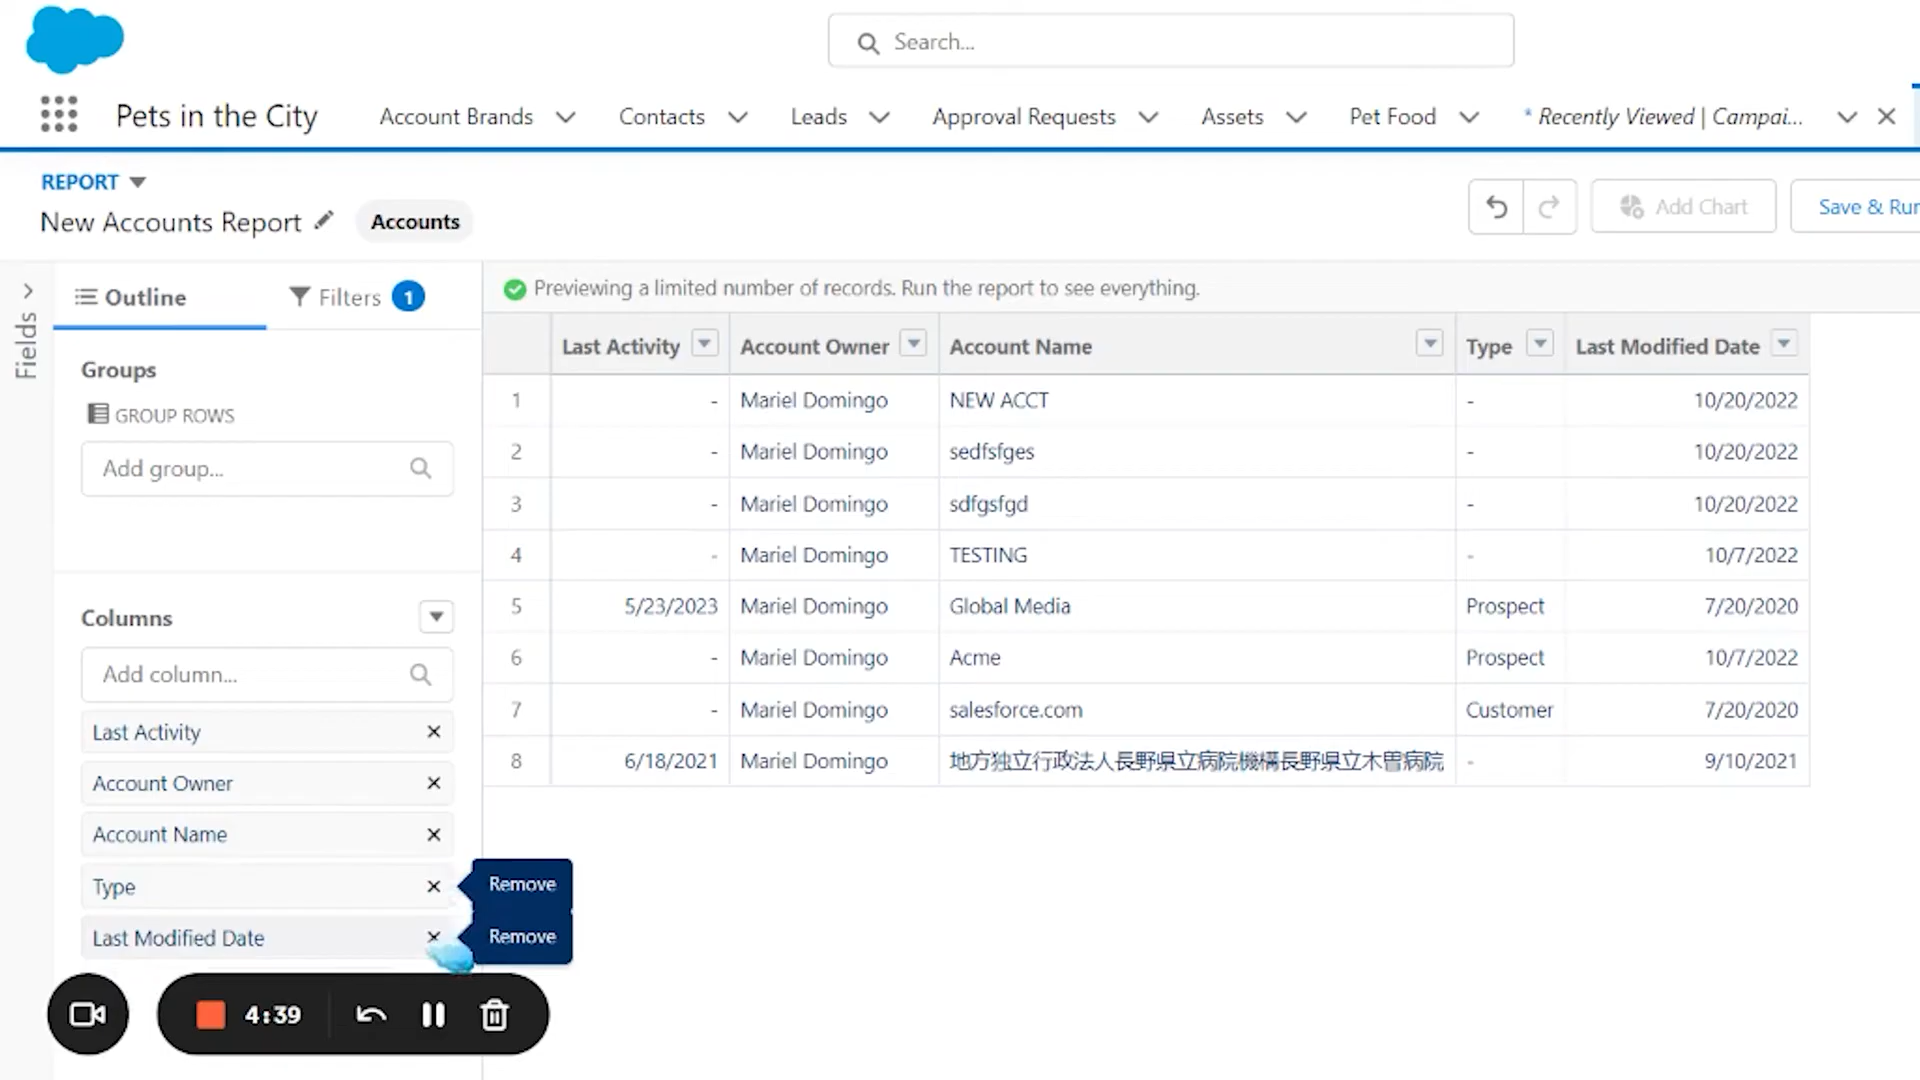 Search...
Pets in the City
Account Brands
Contacts
Leads
Approval Requests
Assets
Pet Food
* Recently Viewed | Campai...
REPORT
New Accounts Report
Accounts
Add Chart
Save & Run
Fields
Outline
Filters 1
Previewing a limited number of records. Run the report to see everything.
Groups
GROUP ROWS
Add group...
Columns
Add column...
Last Activity
Account Owner
Account Name
Type
Remove
Last Modified Date
Remove
Last Activity Account Owner Account Name Type Last Modified Date
1 - Mariel Domingo NEW ACCT - 10/20/2022
2 - Mariel Domingo sedfsfges - 10/20/2022
3 - Mariel Domingo sdfgsfgd - 10/20/2022
4 - Mariel Domingo TESTING - 10/7/2022
5 5/23/2023 Mariel Domingo Global Media Prospect 7/20/2020
6 - Mariel Domingo Acme Prospect 10/7/2022
7 - Mariel Domingo salesforce.com Customer 7/20/2020
8 6/18/2021 Mariel Domingo 地方独立行政法人長野県立病院機構長野県立木曽病院 - 9/10/2021
4:39